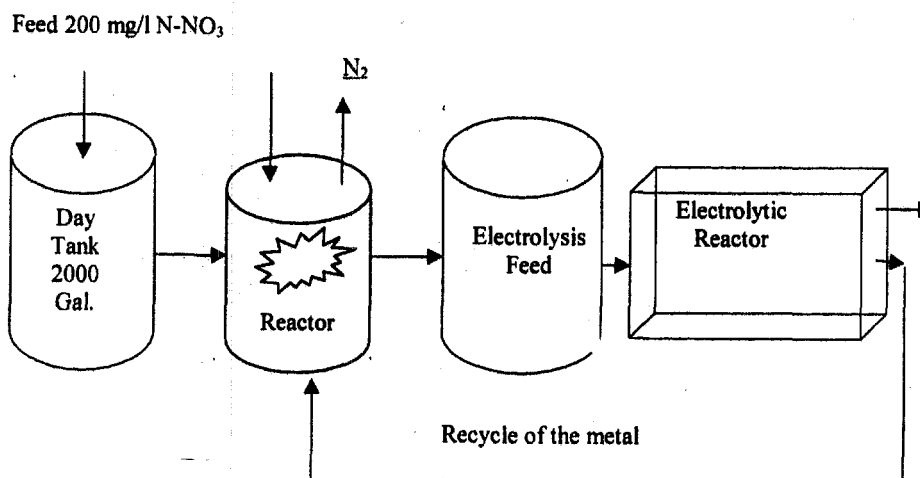 Feed 200 mg/l N-NO₃
N₂
Day
Tank
2000
Gal.
Reactor
Electrolysis
Feed
Electrolytic
Reactor
Recycle of the metal